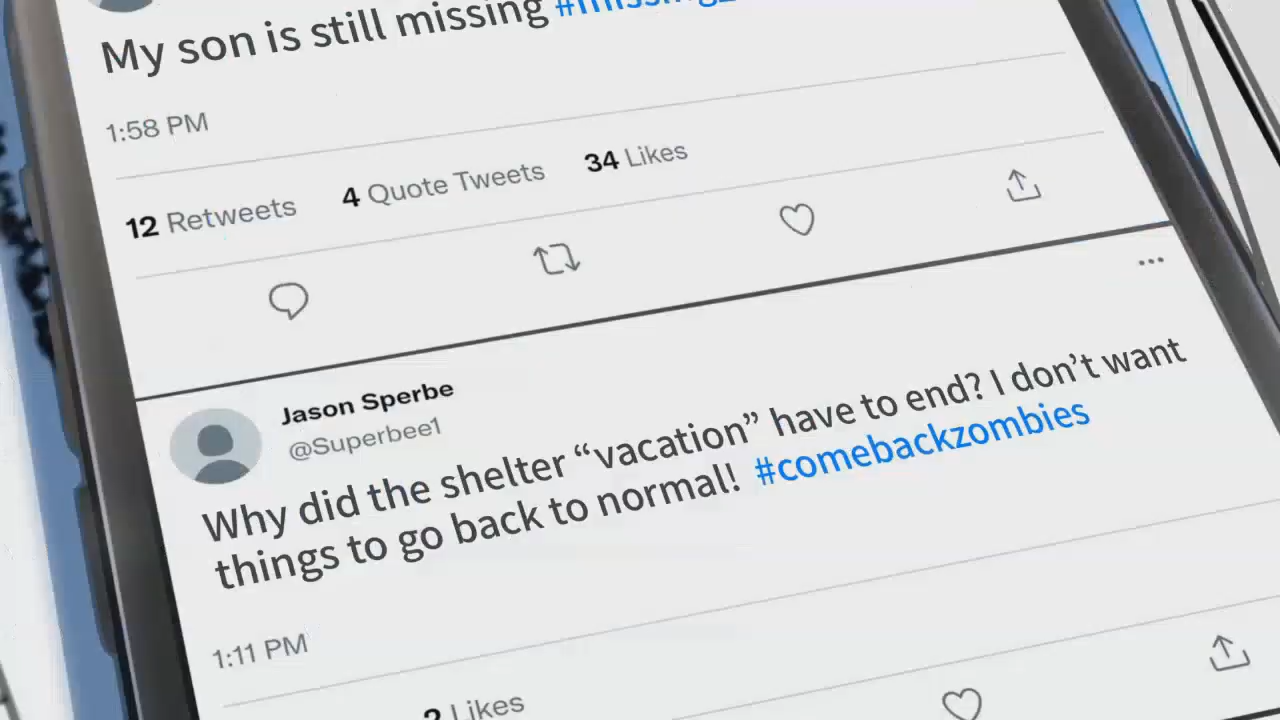 My son is still missing
1:58 PM
12 Retweets 4 Quote Tweets 34 Likes
Jason Sperbe
@Superbee1
Why did the shelter “vacation” have to end? I don’t want
things to go back to normal! #comebackzombies
1:11 PM
2 Likes